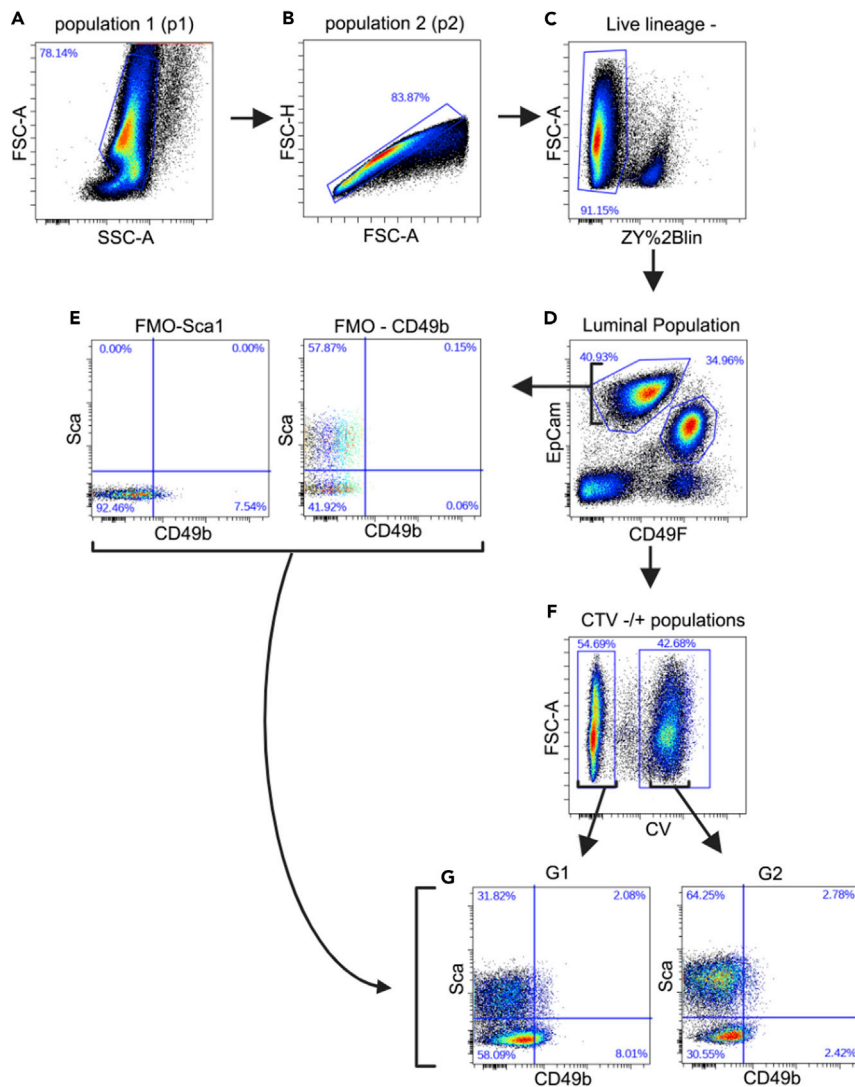 A
population 1 (p1)
78.14%
FSC-A
SSC-A
B
population 2 (p2)
83.87%
FSC-H
FSC-A
C
Live lineage -
91.15%
FSC-A
ZY%2Blin
E
FMO-Sca1
0.00%
0.00%
92.46%
7.54%
Sca
CD49b
FMO - CD49b
57.87%
0.15%
41.92%
0.06%
Sca
CD49b
D
Luminal Population
40.93%
34.96%
EpCam
CD49F
F
CTV -/+ populations
54.69%
42.68%
FSC-A
CV
G
G1
31.82%
2.08%
58.09%
8.01%
Sca
CD49b
G2
64.25%
2.78%
30.55%
2.42%
Sca
CD49b